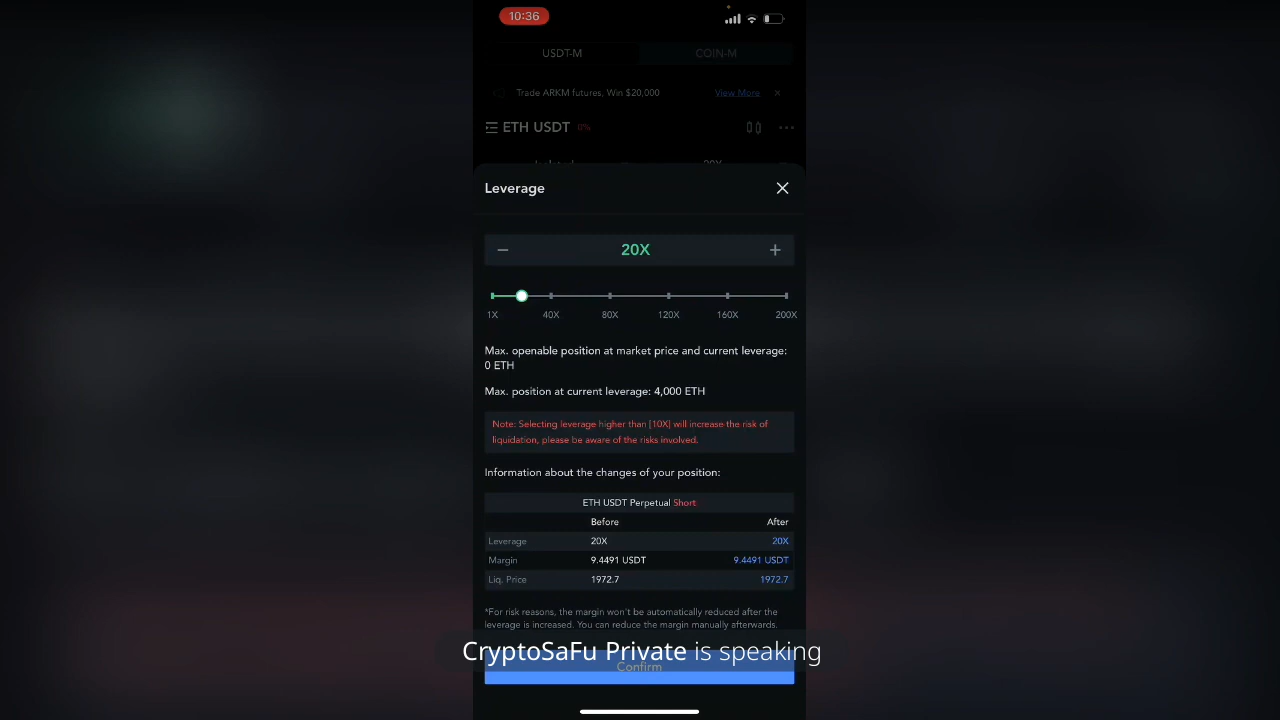 10:36
USDT-M COIN-M
Trade ARKM futures, Win $20,000 View More
ETH USDT 0%
Isolated 20X
Leverage
20X
1X 40X 80X 120X 160X 200X
Max. openable position at market price and current leverage:
0 ETH
Max. position at current leverage: 4,000 ETH
Note: Selecting leverage higher than [10X] will increase the risk of
liquidation, please be aware of the risks involved.
Information about the changes of your position:
ETH USDT Perpetual Short
Before After
Leverage 20X 20X
Margin 9.4491 USDT 9.4491 USDT
Liq. Price 1972.7 1972.7
*For risk reasons, the margin won't be automatically reduced after the
leverage is increased. You can reduce the margin manually afterwards.
CryptoSaFu Private is speaking
Confirm